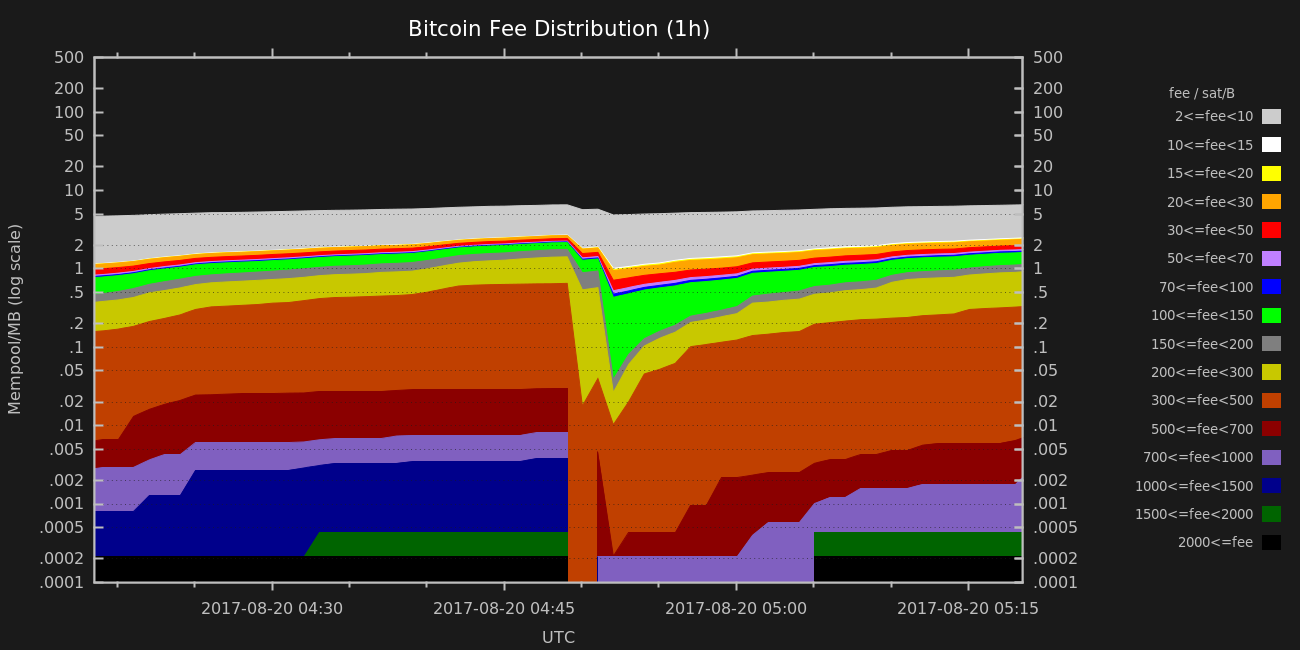 Bitcoin Fee Distribution (1h)
500
200
100
50
20
10
5
2
1
.5
.2
.1
.05
.02
.01
.005
.002
.001
.0005
.0002
.0001
Mempool/MB (log scale)
500
200
100
50
20
10
5
2
1
.5
.2
.1
.05
.02
.01
.005
.002
.001
.0005
.0002
.0001
2017-08-20 04:30 2017-08-20 04:45 2017-08-20 05:00 2017-08-20 05:15
UTC
fee / sat/B
2<=fee<10
10<=fee<15
15<=fee<20
20<=fee<30
30<=fee<50
50<=fee<70
70<=fee<100
100<=fee<150
150<=fee<200
200<=fee<300
300<=fee<500
500<=fee<700
700<=fee<1000
1000<=fee<1500
1500<=fee<2000
2000<=fee